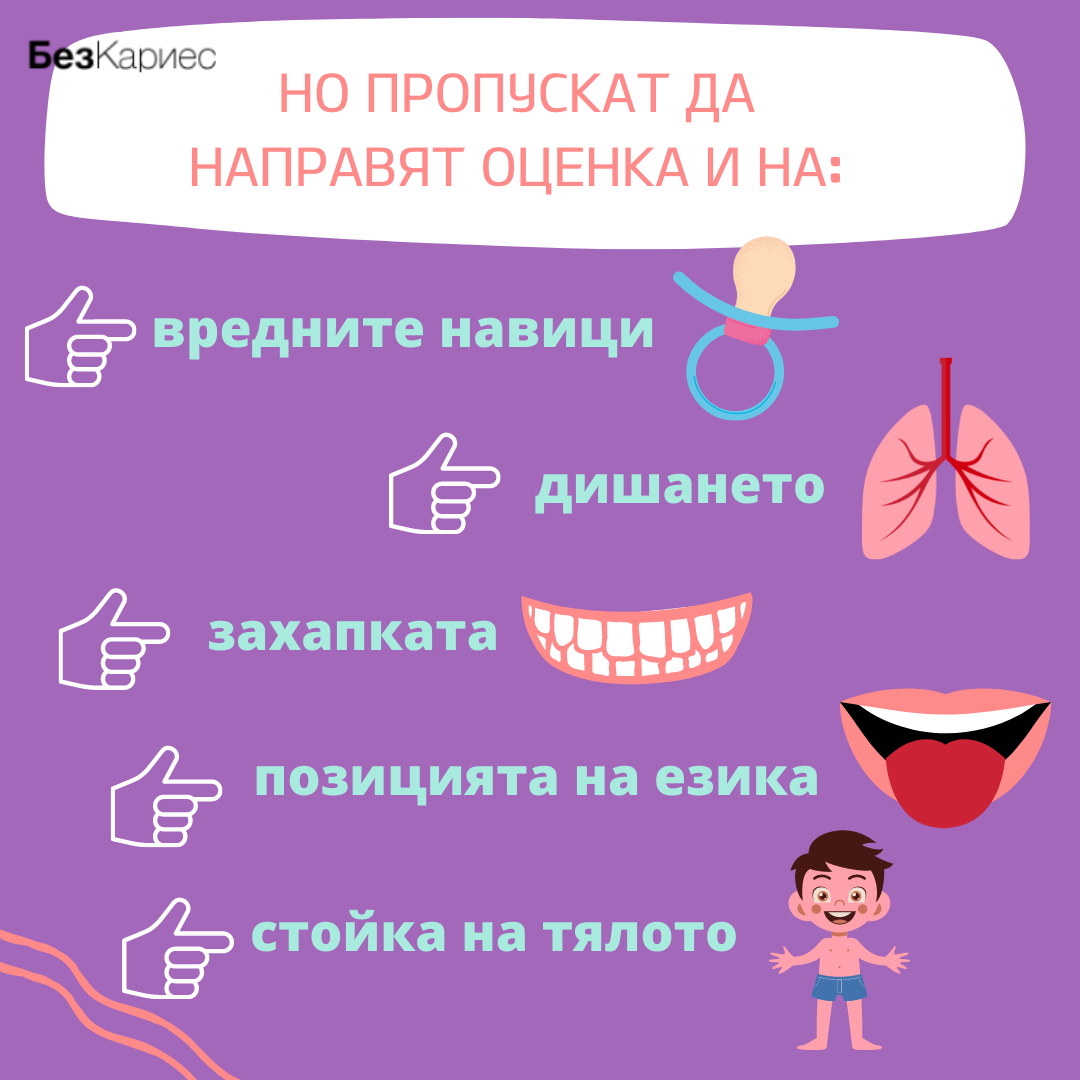 БезКариес
НО ПРОПУСКАТ ДА
НАПРАВЯТ ОЦЕНКА И НА:
вредните навици
дишането
захапката
позицията на езика
стойка на тялото